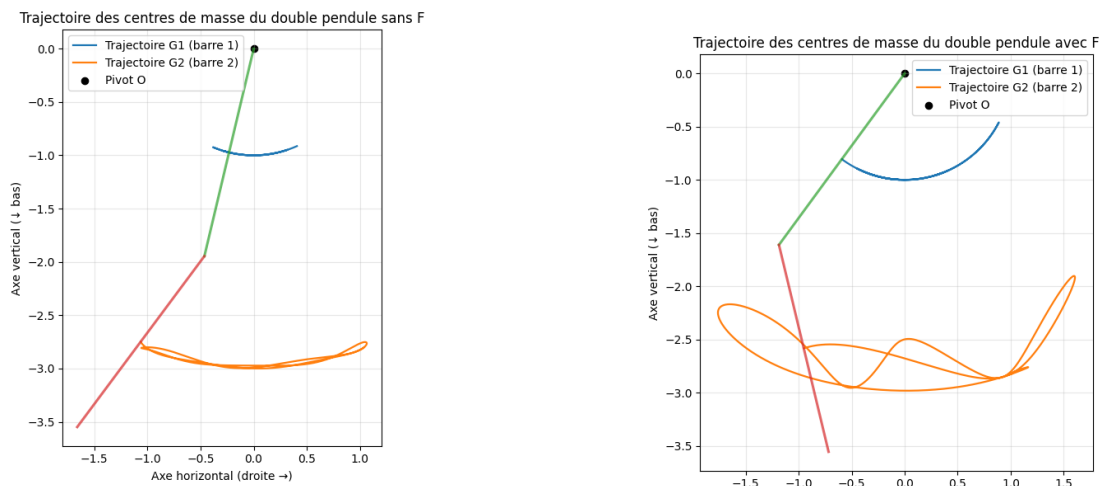 Trajectoire des centres de masse du double pendule sans F
Trajectoire G1 (barre 1)
Trajectoire G2 (barre 2)
Pivot O
0.0
−0.5
−1.0
−1.5
−2.0
−2.5
−3.0
−3.5
Axe vertical (↓ bas)
−1.5 −1.0 −0.5 0.0 0.5 1.0
Axe horizontal (droite →)
Trajectoire des centres de masse du double pendule avec F
Trajectoire G1 (barre 1)
Trajectoire G2 (barre 2)
Pivot O
0.0
−0.5
−1.0
−1.5
−2.0
−2.5
−3.0
−3.5
Axe vertical (↓ bas)
−1.5 −1.0 −0.5 0.0 0.5 1.0 1.5